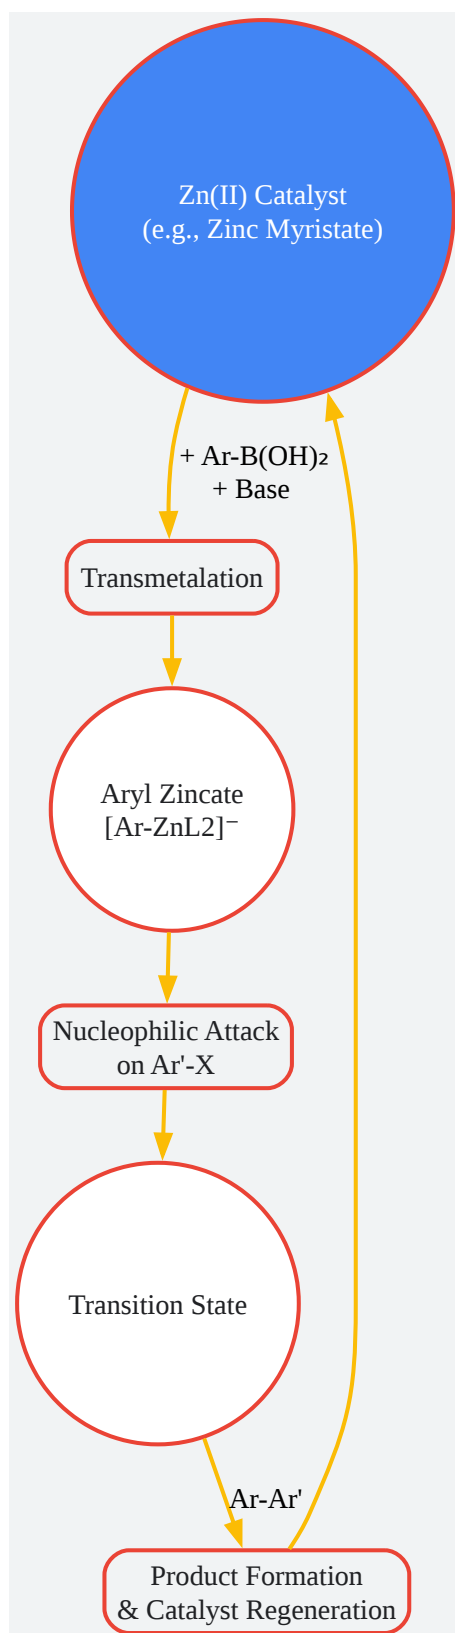 Zn(II) Catalyst
(e.g., Zinc Myristate)
+ Ar-B(OH)₂
+ Base
Transmetalation
Aryl Zincate
[Ar-ZnL2]⁻
Nucleophilic Attack
on Ar'-X
Transition State
Ar-Ar'
Product Formation
& Catalyst Regeneration